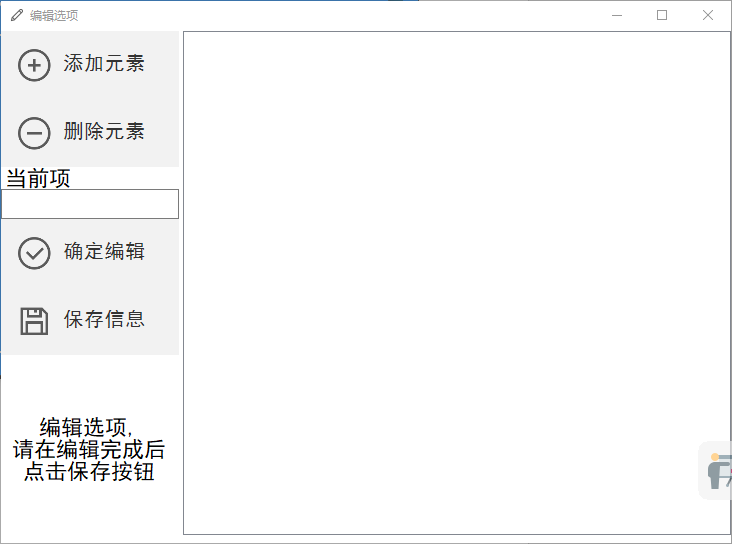 编辑选项
添加元素
删除元素
当前项
确定编辑
保存信息
编辑选项,
请在编辑完成后
点击保存按钮